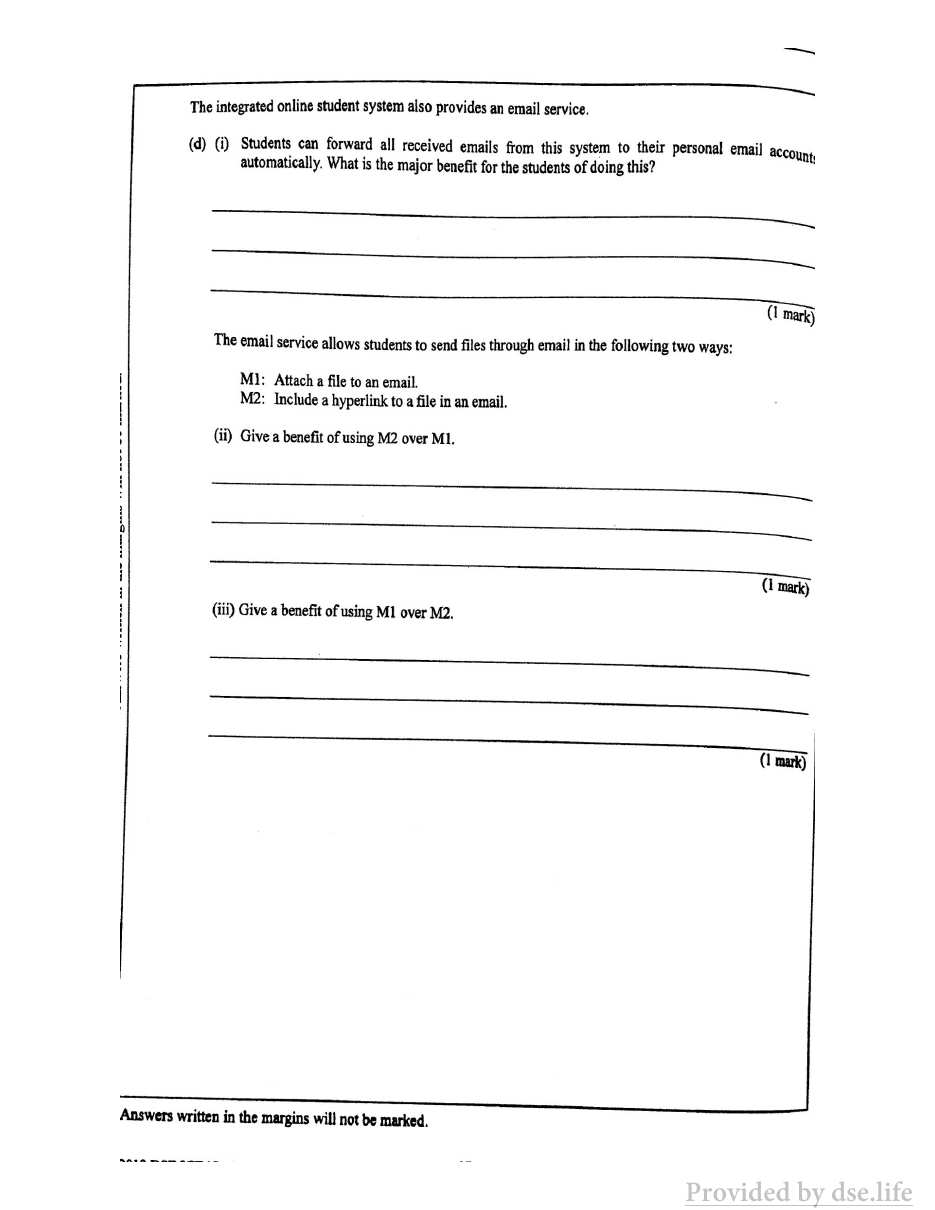 The integrated online student system also provides an email service.
(d) (i) Students can forward all received emails from this system to their personal email accounts
automatically. What is the major benefit for the students of doing this?
(1 mark)
The email service allows students to send files through email in the following two ways:
M1: Attach a file to an email.
M2: Include a hyperlink to a file in an email.
(ii) Give a benefit of using M2 over M1.
(1 mark)
(iii) Give a benefit of using M1 over M2.
(1 mark)
Answers written in the margins will not be marked.
Provided by dse.life